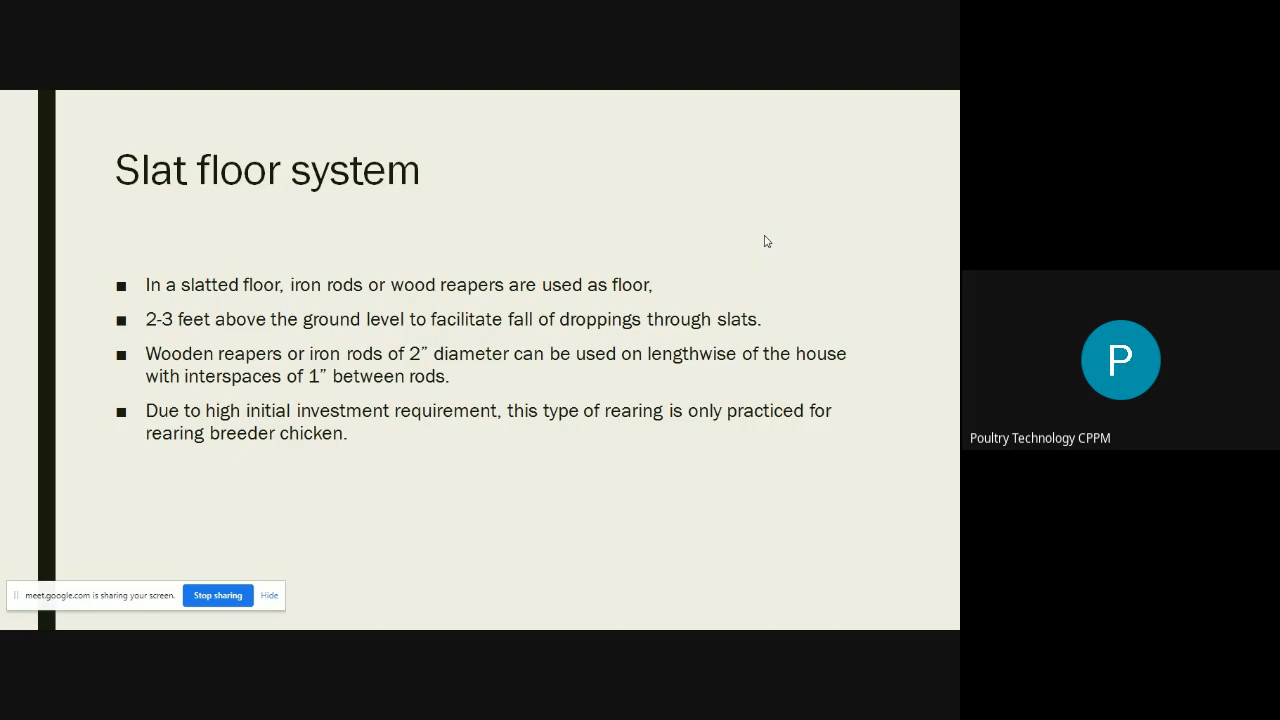 Slat floor system
■ In a slatted floor, iron rods or wood reapers are used as floor,
■ 2-3 feet above the ground level to facilitate fall of droppings through slats.
■ Wooden reapers or iron rods of 2” diameter can be used on lengthwise of the house
with interspaces of 1” between rods.
■ Due to high initial investment requirement, this type of rearing is only practiced for
rearing breeder chicken.
meet.google.com is sharing your screen. Stop sharing Hide
P
Poultry Technology CPPM